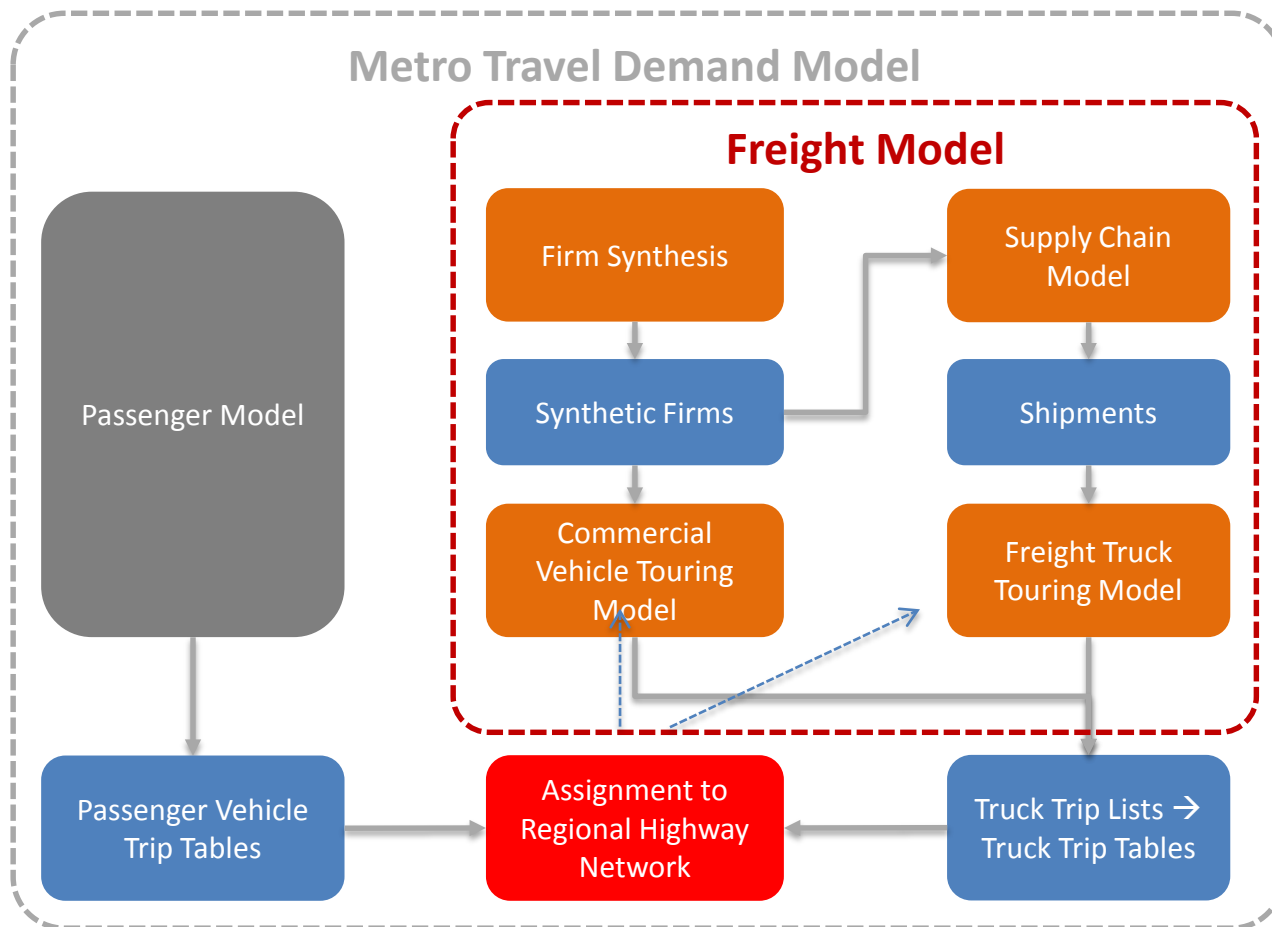 Metro Travel Demand Model
Freight Model
Firm Synthesis
Supply Chain
Model
Passenger Model
Synthetic Firms
Shipments
Commercial
Vehicle Touring
Model
Freight Truck
Touring Model
Passenger Vehicle
Trip Tables
Assignment to
Regional Highway
Network
Truck Trip Lists →
Truck Trip Tables